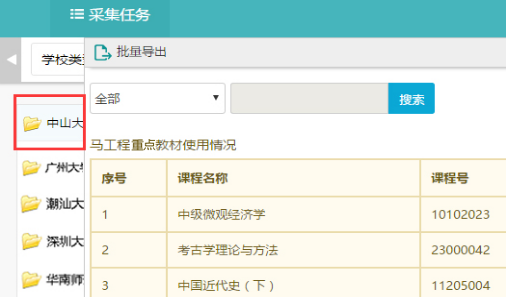 采集任务
学校类
批量导出
全部
搜索
中山大
广州大学
潮汕大
深圳大
华南师
马工程重点教材使用情况
序号 课程名称 课程号
1 中级微观经济学 10102023
2 考古学理论与方法 23000042
3 中国近代史（下） 11205004